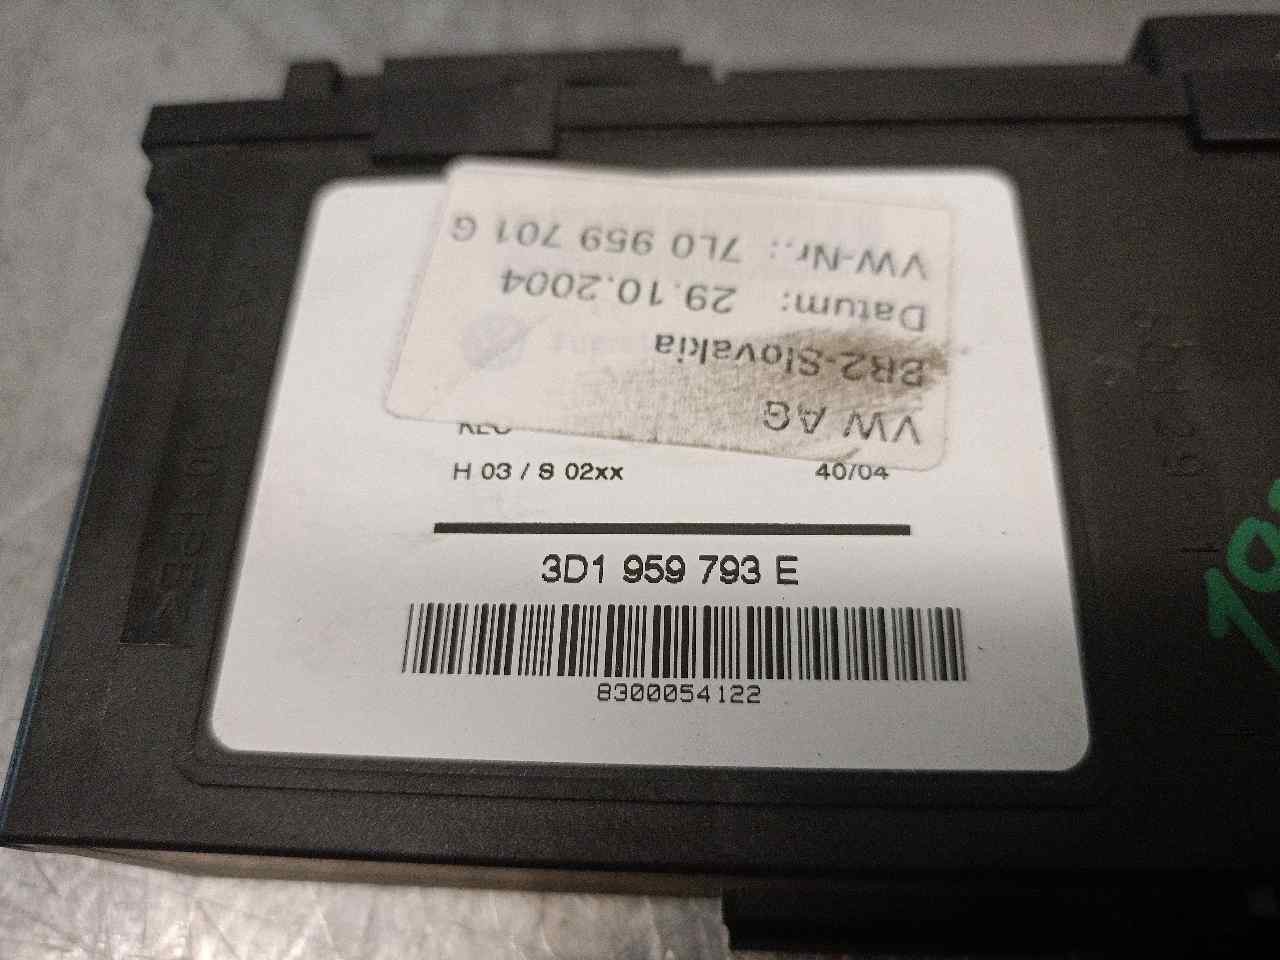 VW AG
BR2-Slovakia
Datum: 29.10.2004
VW-Nr.: 7L0 959 701 G
H 03 / S 02xx 40/04
3D1 959 793 E
8300054122